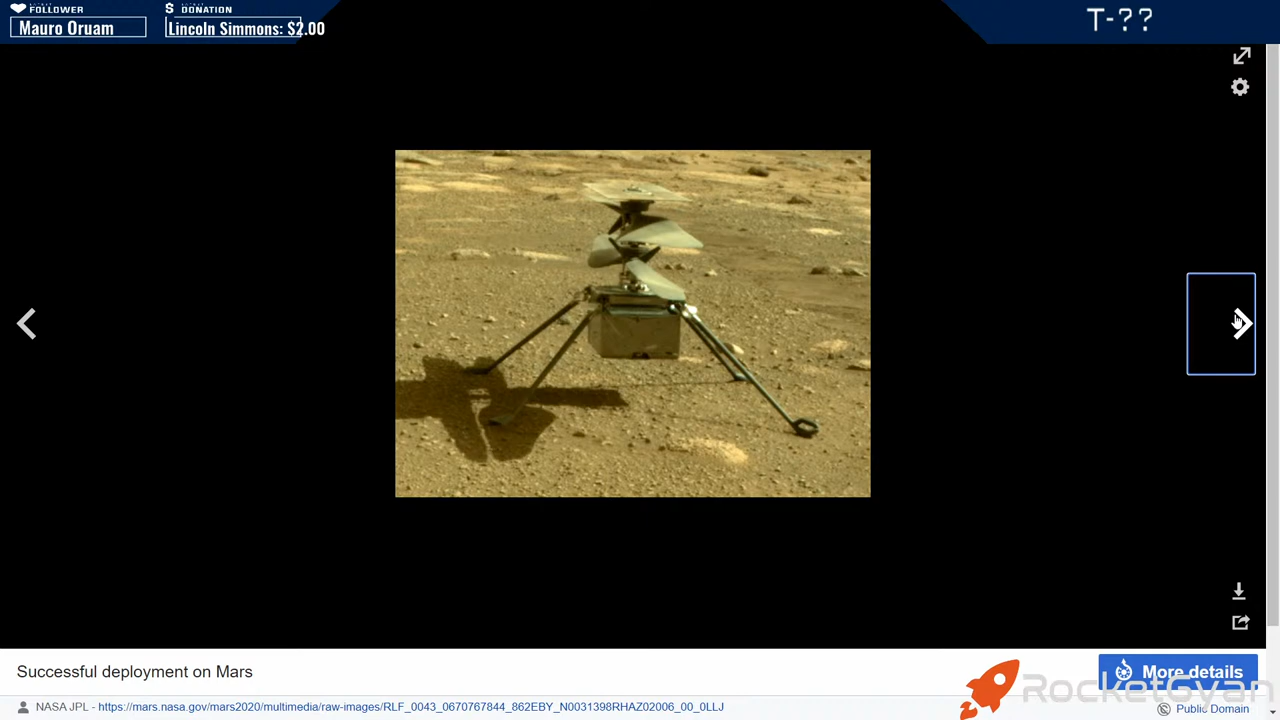 FOLLOWER
Mauro Oruam
DONATION
Lincoln Simmons: $2.00
T-??
Successful deployment on Mars
More details
RocketGyan
NASA JPL - https://mars.nasa.gov/mars2020/multimedia/raw-images/RLF_0043_0670767844_862EBY_N0031398RHAZ02006_00_0LLJ
Public Domain